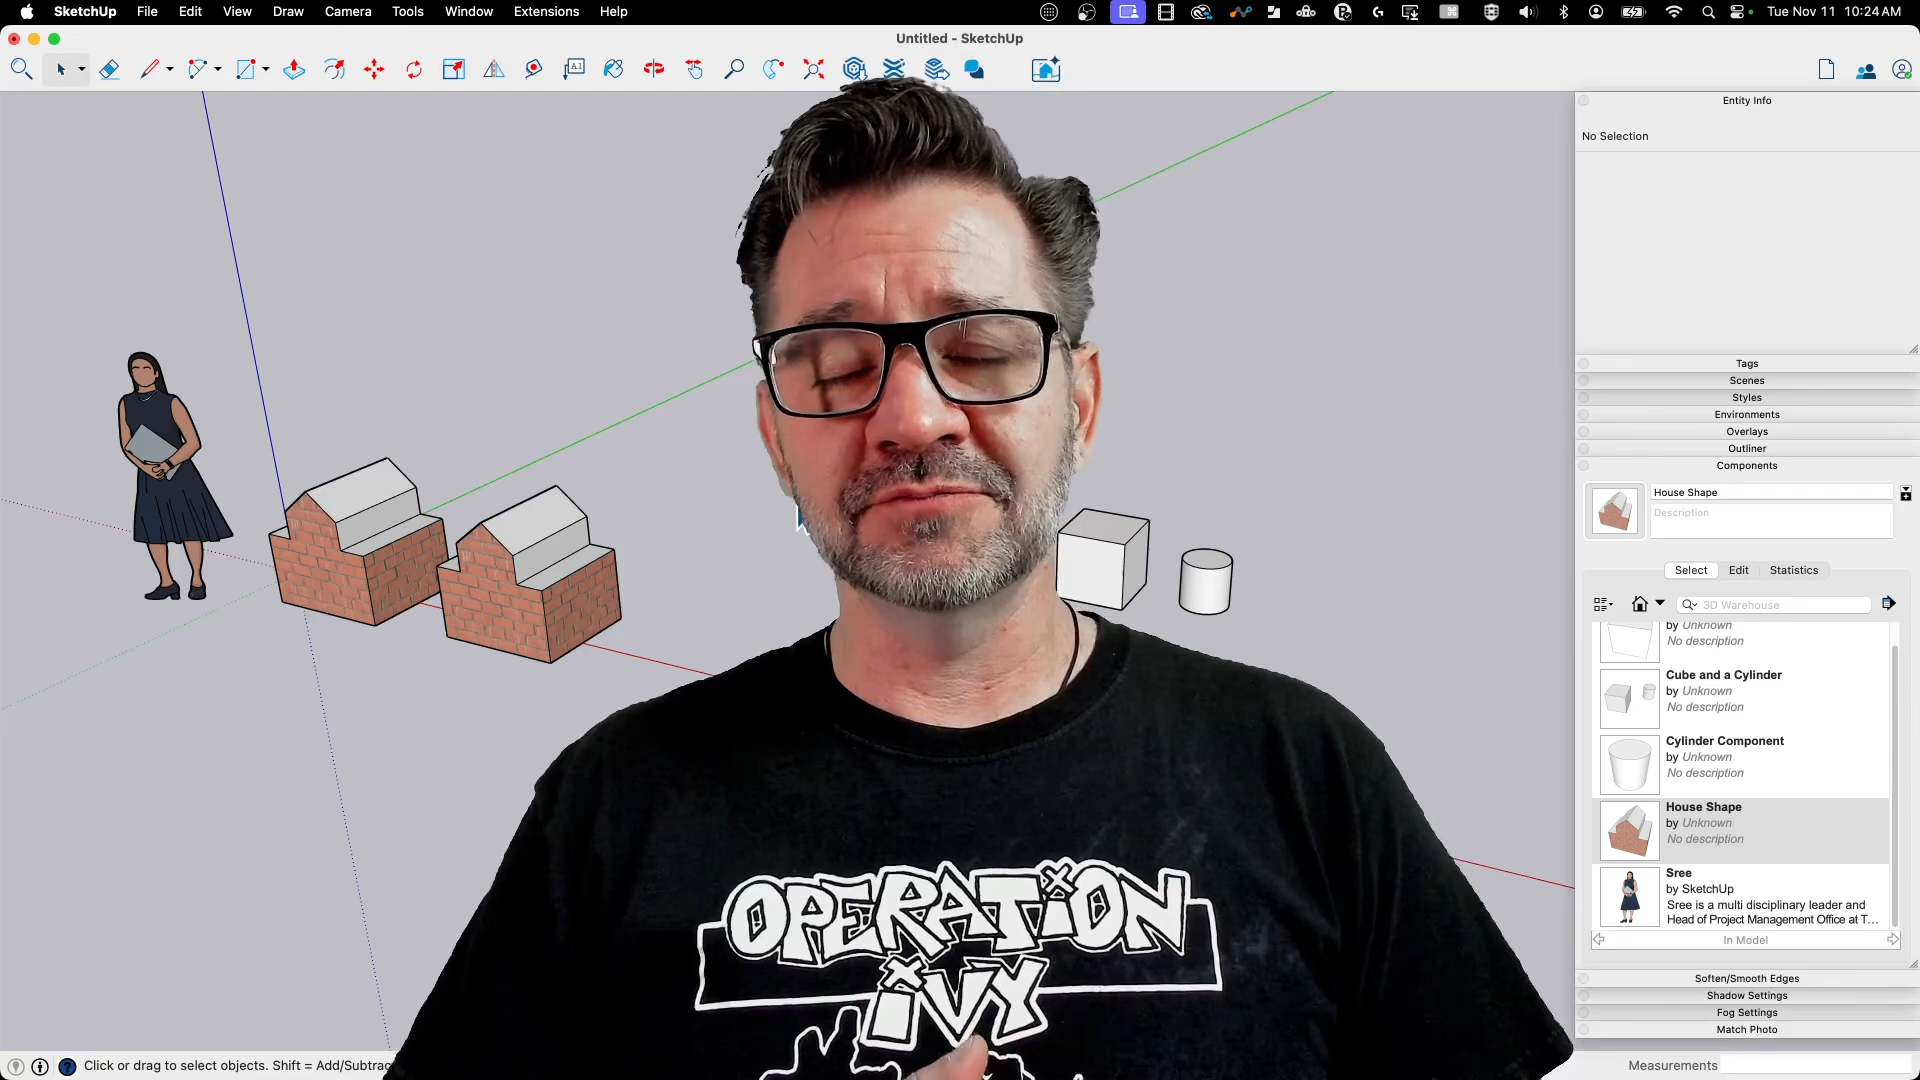 SketchUp File Edit View Draw Camera Tools Window Extensions Help Tue Nov 11 10:24 AM
Untitled - SketchUp
A1
Entity Info
No Selection
Tags
Scenes
Styles
Environments
Overlays
Outliner
Components
House Shape
Description
Select Edit Statistics
3D Warehouse
by Unknown
No description
Cube and a Cylinder
by Unknown
No description
Cylinder Component
by Unknown
No description
House Shape
by Unknown
No description
Sree
by SketchUp
Sree is a multi disciplinary leader and
Head of Project Management Office at T...
In Model
Soften/Smooth Edges
Shadow Settings
Fog Settings
Match Photo
OPERATION
IVY
Click or drag to select objects. Shift = Add/Subtrac
Measurements